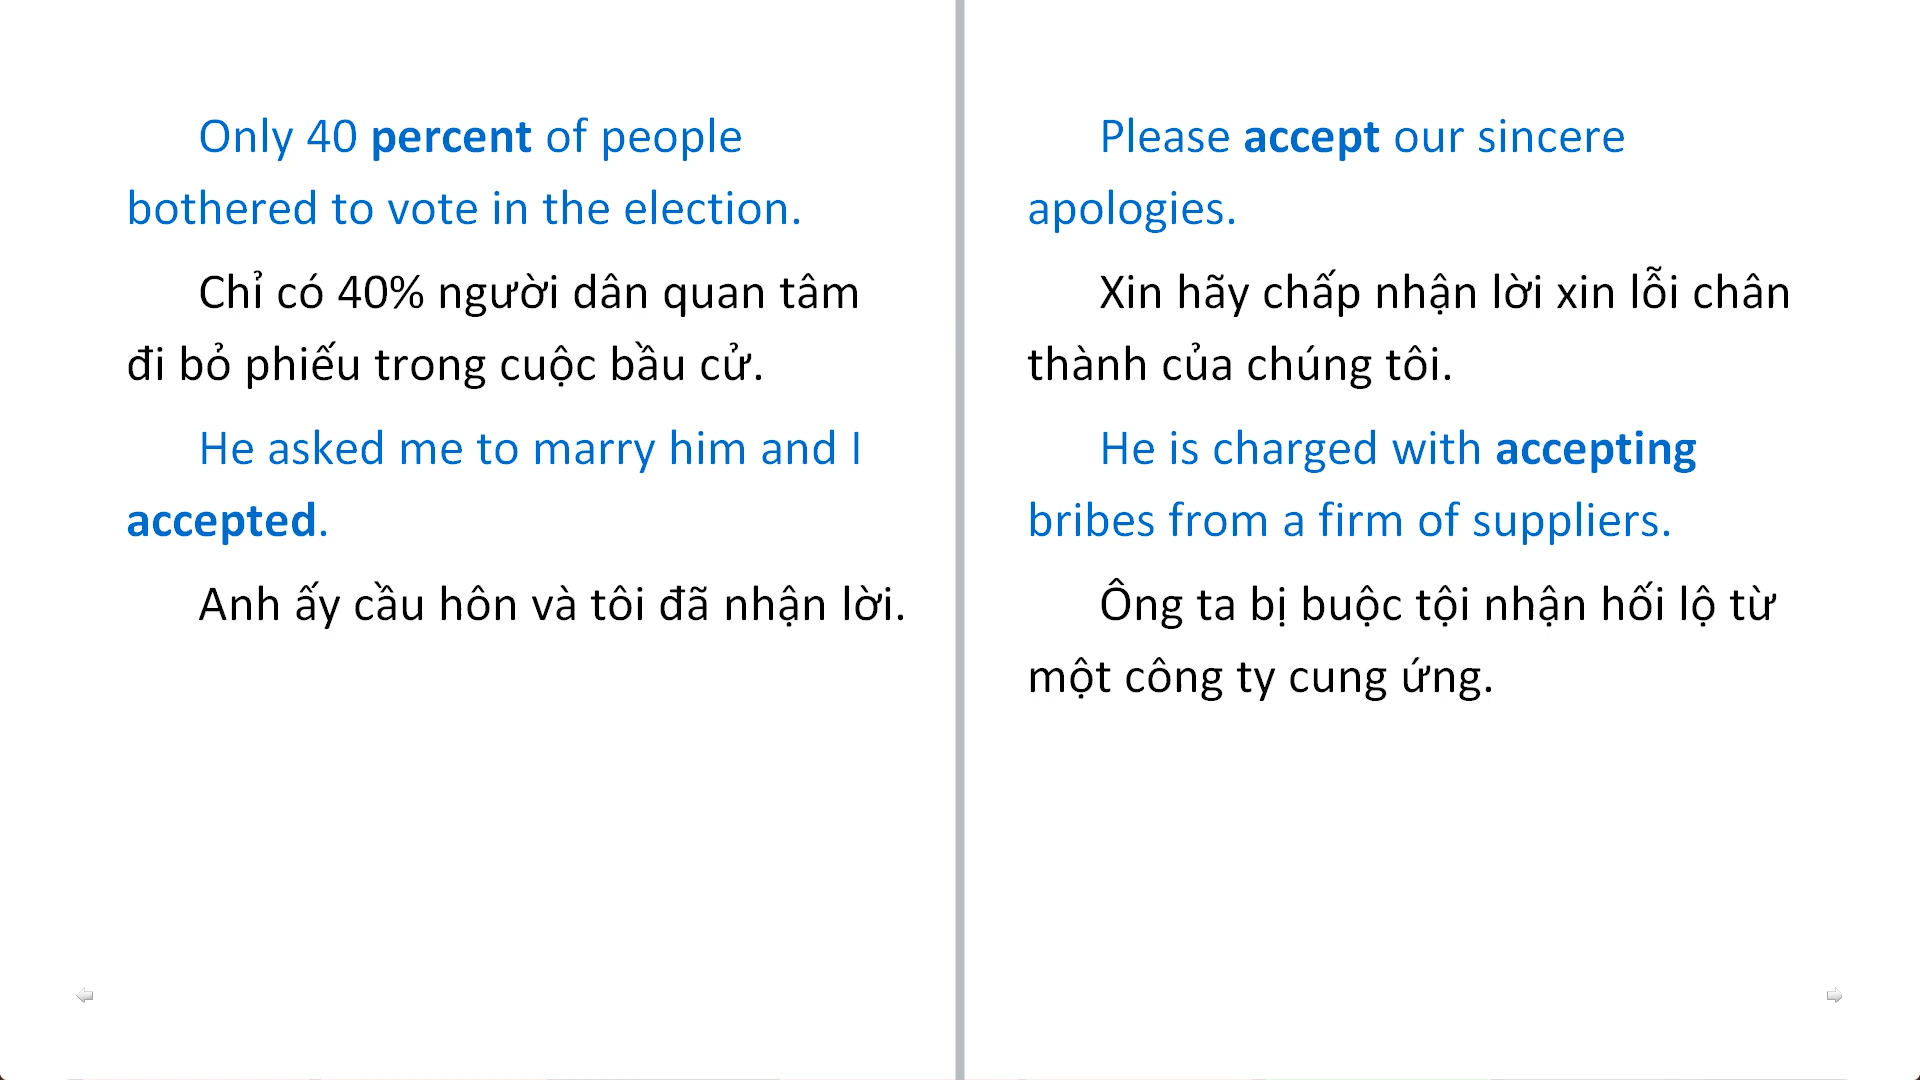 Only 40 percent of people
bothered to vote in the election.
Chỉ có 40% người dân quan tâm
đi bỏ phiếu trong cuộc bầu cử.
He asked me to marry him and I
accepted.
Anh ấy cầu hôn và tôi đã nhận lời.
Please accept our sincere
apologies.
Xin hãy chấp nhận lời xin lỗi chân
thành của chúng tôi.
He is charged with accepting
bribes from a firm of suppliers.
Ông ta bị buộc tội nhận hối lộ từ
một công ty cung ứng.